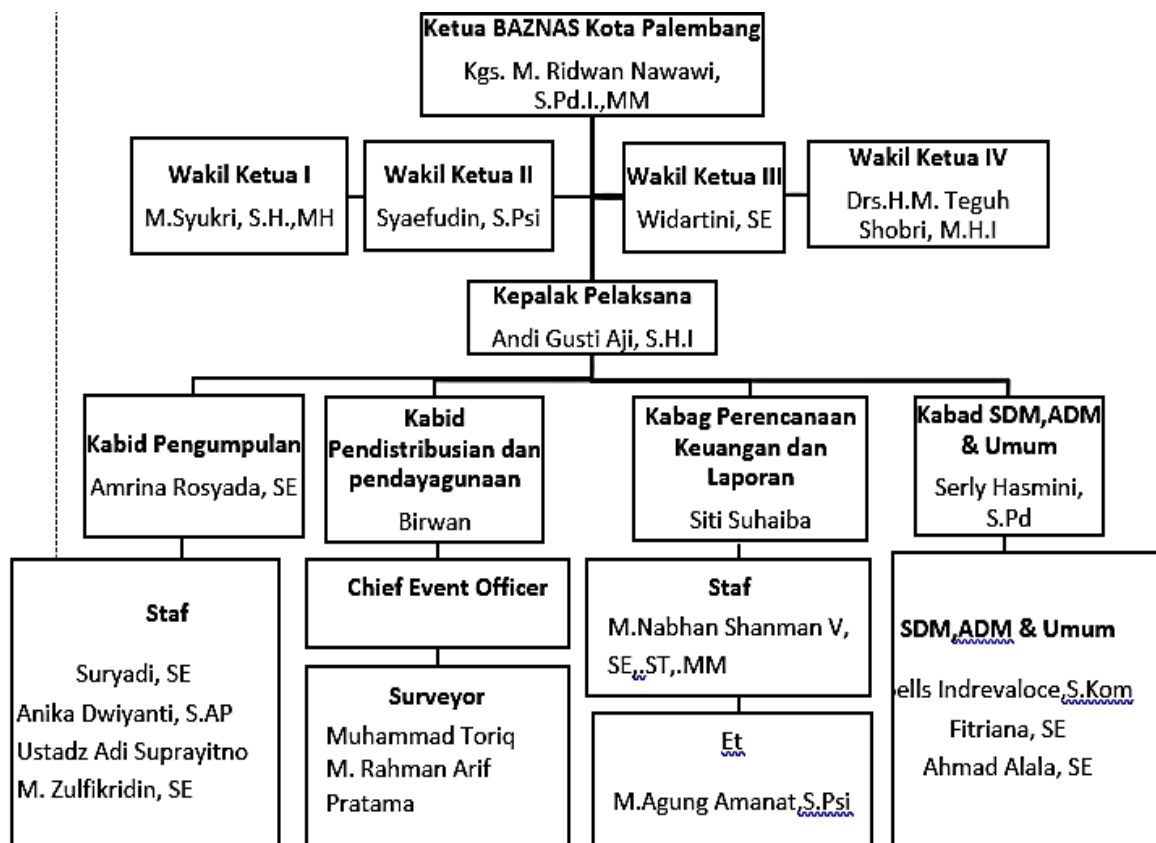 Ketua BAZNAS Kota Palembang
Kgs. M. Ridwan Nawawi,
S.Pd.I.,MM
Wakil Ketua I
M.Syukri, S.H.,MH
Wakil Ketua II
Syaefudin, S.Psi
Wakil Ketua III
Widartini, SE
Wakil Ketua IV
Drs.H.M. Teguh
Shobri, M.H.I
Kepalak Pelaksana
Andi Gusti Aji, S.H.I
Kabid Pengumpulan
Amrina Rosyada, SE
Kabid
Pendistribusian dan
pendayagunaan
Birwan
Kabag Perencanaan
Keuangan dan
Laporan
Siti Suhaiba
Kabad SDM,ADM
& Umum
Serly Hasmini,
S.Pd
Staf
Suryadi, SE
Anika Dwiyanti, S.AP
Ustadz Adi Suprayitno
M. Zulfikridin, SE
Chief Event Officer
Surveyor
Muhammad Toriq
M. Rahman Arif
Pratama
Staf
M.Nabhan Shanman V,
SE,.ST,.MM
Et
M.Agung Amanat,S.Psi
SDM,ADM & Umum
Indrevaloce,S.Kom
Fitriana, SE
Ahmad Alala, SE